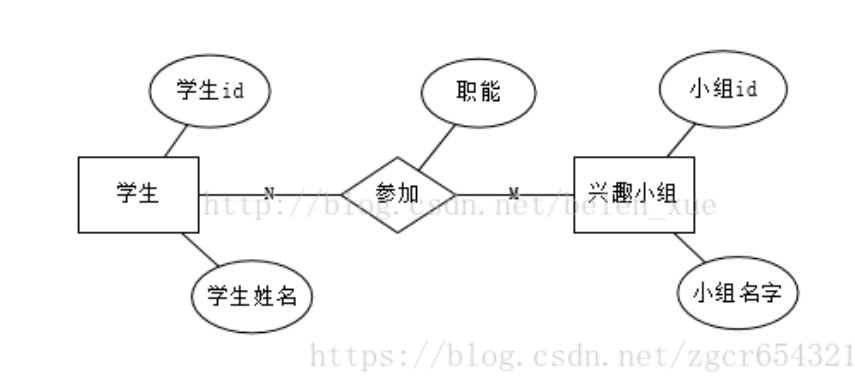 学生id
职能
小组id
学生
N
参加
M
兴趣小组
http://blog.csdn.net/belen_xue
学生姓名
小组名字
https://blog.csdn.net/zgcr654321